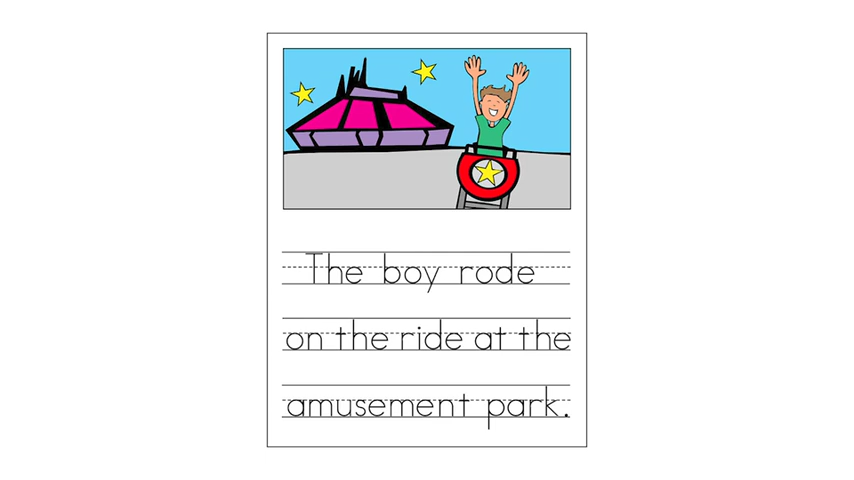 The boy rode
on the ride at the
amusement park.